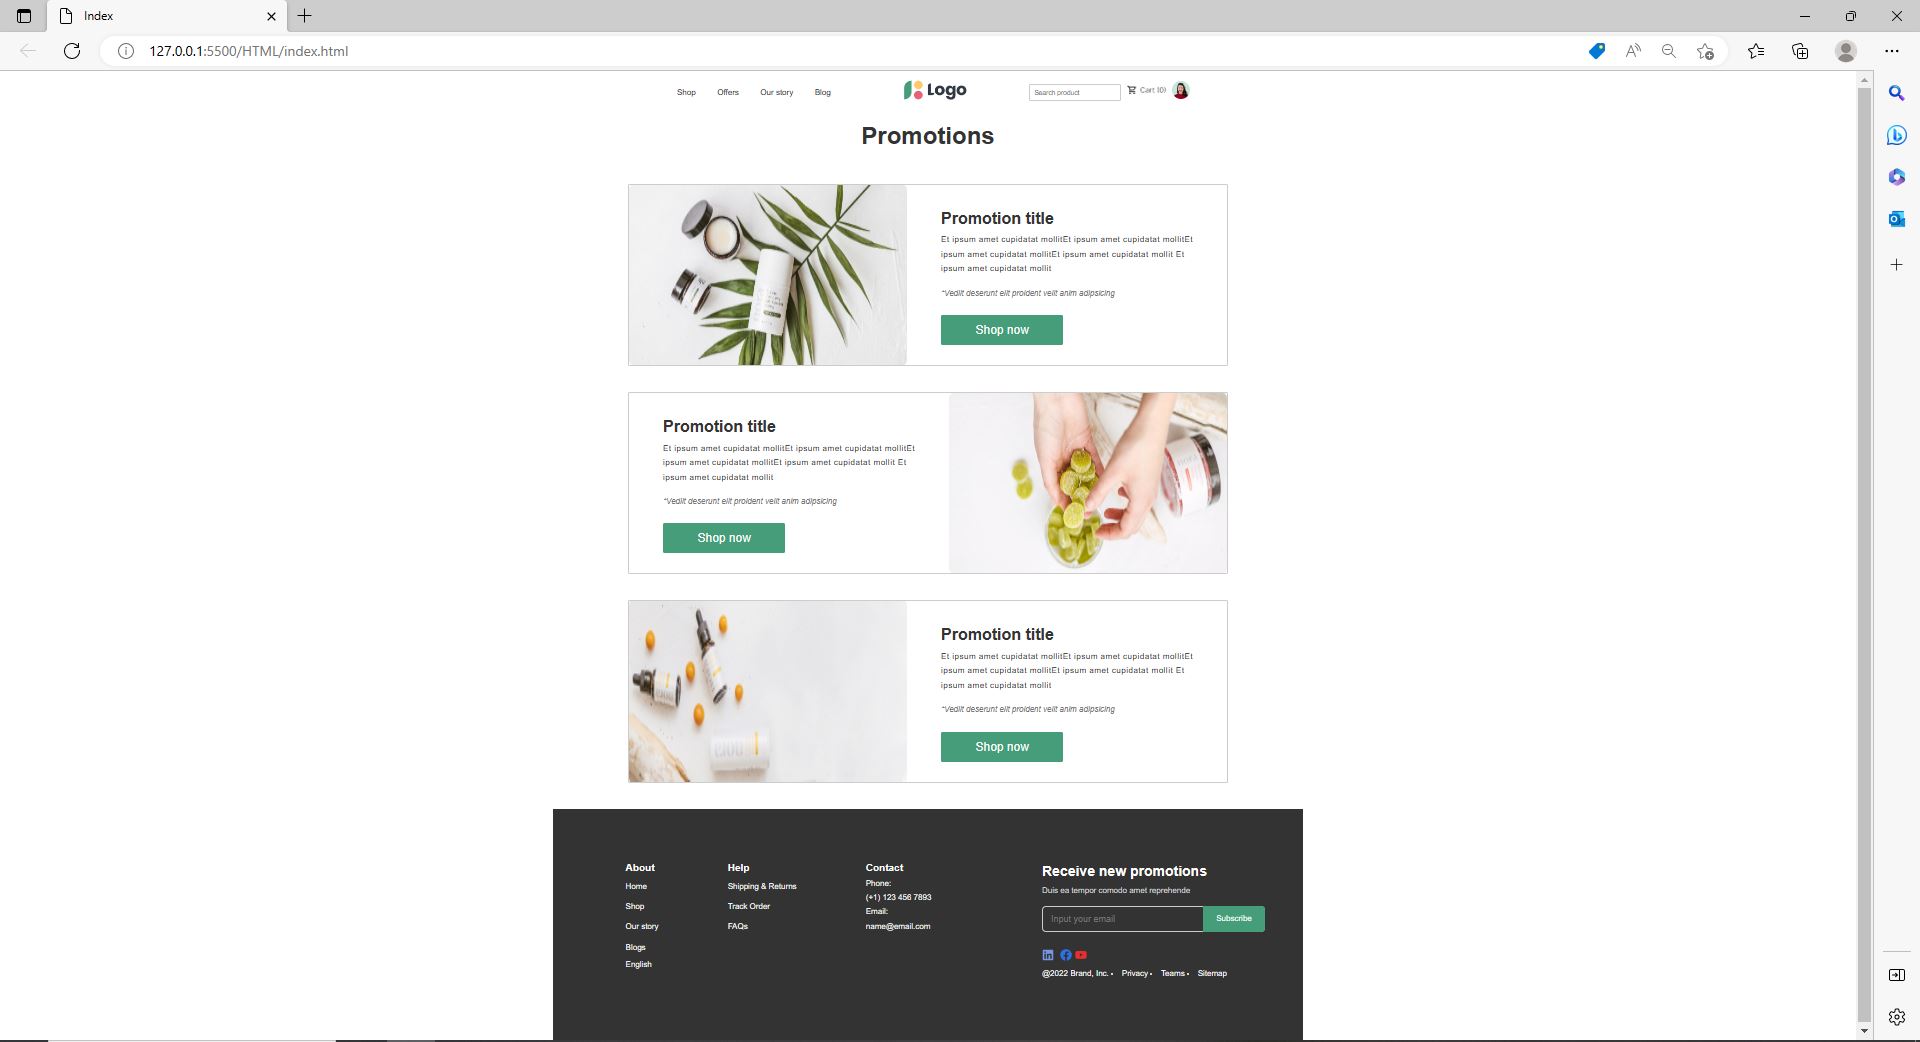 Index
127.0.0.1:5500/HTML/index.html
Shop Offers Our story Blog
Logo
Search product
Cart (0)
Promotions
Promotion title
Et ipsum amet cupidatat mollitEt ipsum amet cupidatat mollitEt
ipsum amet cupidatat mollitEt ipsum amet cupidatat mollit Et
ipsum amet cupidatat mollit
*Vedlit deserunt elit proident velit anim adipsicing
Shop now
Promotion title
Et ipsum amet cupidatat mollitEt ipsum amet cupidatat mollitEt
ipsum amet cupidatat mollitEt ipsum amet cupidatat mollit Et
ipsum amet cupidatat mollit
*Vedlit deserunt elit proident velit anim adipsicing
Shop now
Promotion title
Et ipsum amet cupidatat mollitEt ipsum amet cupidatat mollitEt
ipsum amet cupidatat mollitEt ipsum amet cupidatat mollit Et
ipsum amet cupidatat mollit
*Vedlit deserunt elit proident velit anim adipsicing
Shop now
About
Home
Shop
Our story
Blogs
English
Help
Shipping & Returns
Track Order
FAQs
Contact
Phone:
(+1) 123 456 7893
Email:
name@email.com
Receive new promotions
Duis ea tempor comodo amet reprehende
Input your email
Subscribe
@2022 Brand, Inc. • Privacy • Teams • Sitemap